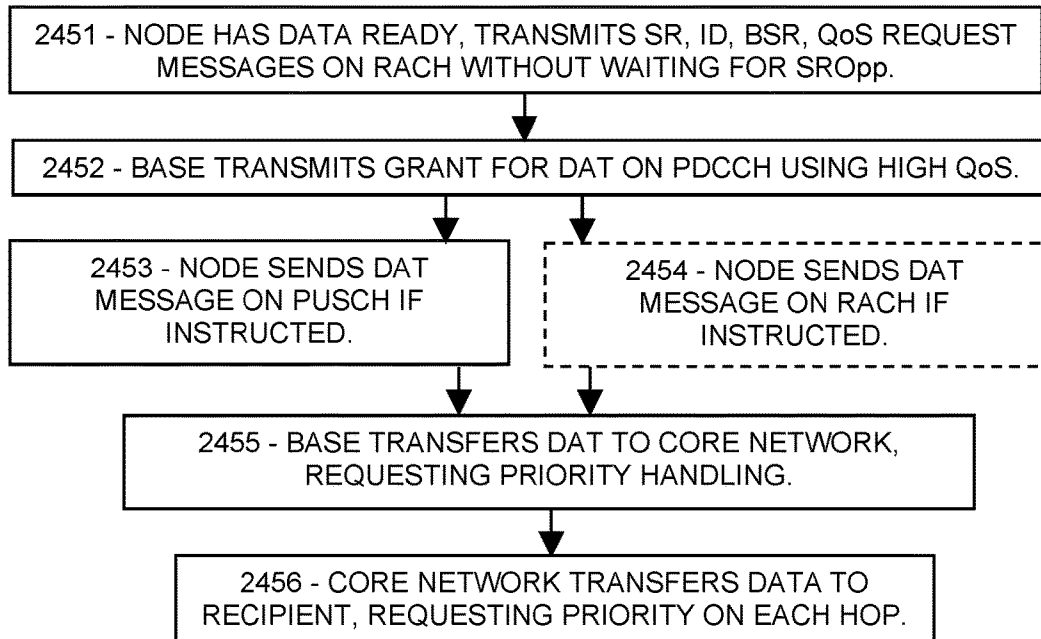 2451 - NODE HAS DATA READY, TRANSMITS SR, ID, BSR, QoS REQUEST
MESSAGES ON RACH WITHOUT WAITING FOR SROpp.
2452 - BASE TRANSMITS GRANT FOR DAT ON PDCCH USING HIGH QoS.
2453 - NODE SENDS DAT
MESSAGE ON PUSCH IF
INSTRUCTED.
2454 - NODE SENDS DAT
MESSAGE ON RACH IF
INSTRUCTED.
2455 - BASE TRANSFERS DAT TO CORE NETWORK,
REQUESTING PRIORITY HANDLING.
2456 - CORE NETWORK TRANSFERS DATA TO
RECIPIENT, REQUESTING PRIORITY ON EACH HOP.